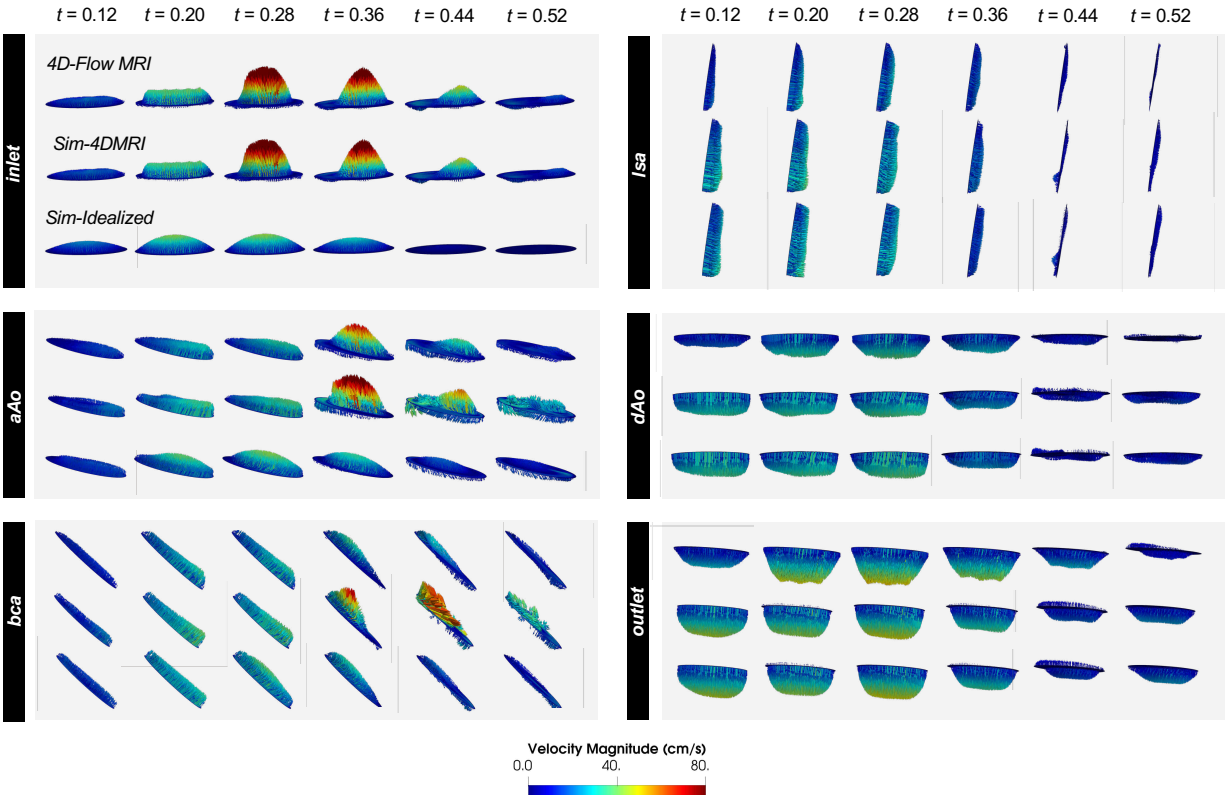 t = 0.12 t = 0.20 t = 0.28 t = 0.36 t = 0.44 t = 0.52
t = 0.12 t = 0.20 t = 0.28 t = 0.36 t = 0.44 t = 0.52
inlet
4D-Flow MRI
Sim-4DMRI
Sim-Idealized
lsa
aAo
dAo
bca
outlet
Velocity Magnitude (cm/s)
0.0 40. 80.